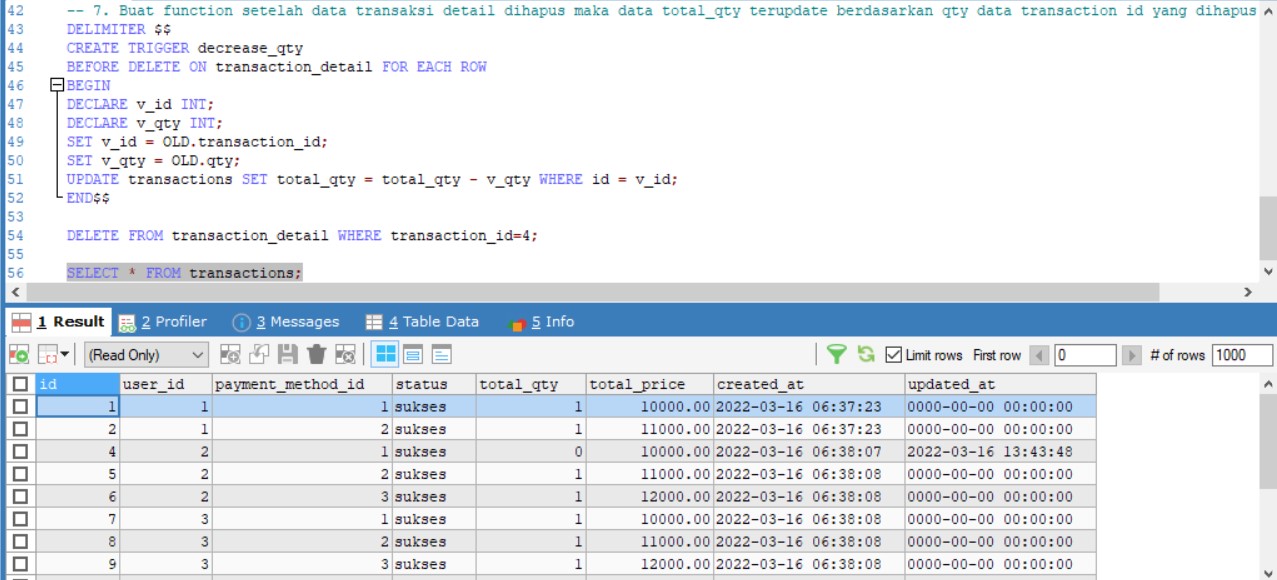 42 -- 7. Buat function setelah data transaksi detail dihapus maka data total_qty terupdate berdasarkan qty data transaction id yang dihapus
43 DELIMITER $$
44 CREATE TRIGGER decrease_qty
45 BEFORE DELETE ON transaction_detail FOR EACH ROW
46 BEGIN
47 DECLARE v_id INT;
48 DECLARE v_qty INT;
49 SET v_id = OLD.transaction_id;
50 SET v_qty = OLD.qty;
51 UPDATE transactions SET total_qty = total_qty - v_qty WHERE id = v_id;
52 END$$
53
54 DELETE FROM transaction_detail WHERE transaction_id=4;
55
56 SELECT * FROM transactions;
1 Result 2 Profiler 3 Messages 4 Table Data 5 Info
(Read Only) Limit rows First row 0 # of rows 1000
id user_id payment_method_id status total_qty total_price created_at updated_at
1 1 1 sukses 1 10000.00 2022-03-16 06:37:23 0000-00-00 00:00:00
2 1 2 sukses 1 11000.00 2022-03-16 06:37:23 0000-00-00 00:00:00
4 2 1 sukses 0 10000.00 2022-03-16 06:38:07 2022-03-16 13:43:48
5 2 2 sukses 1 11000.00 2022-03-16 06:38:08 0000-00-00 00:00:00
6 2 3 sukses 1 12000.00 2022-03-16 06:38:08 0000-00-00 00:00:00
7 3 1 sukses 1 10000.00 2022-03-16 06:38:08 0000-00-00 00:00:00
8 3 2 sukses 1 11000.00 2022-03-16 06:38:08 0000-00-00 00:00:00
9 3 3 sukses 1 12000.00 2022-03-16 06:38:08 0000-00-00 00:00:00